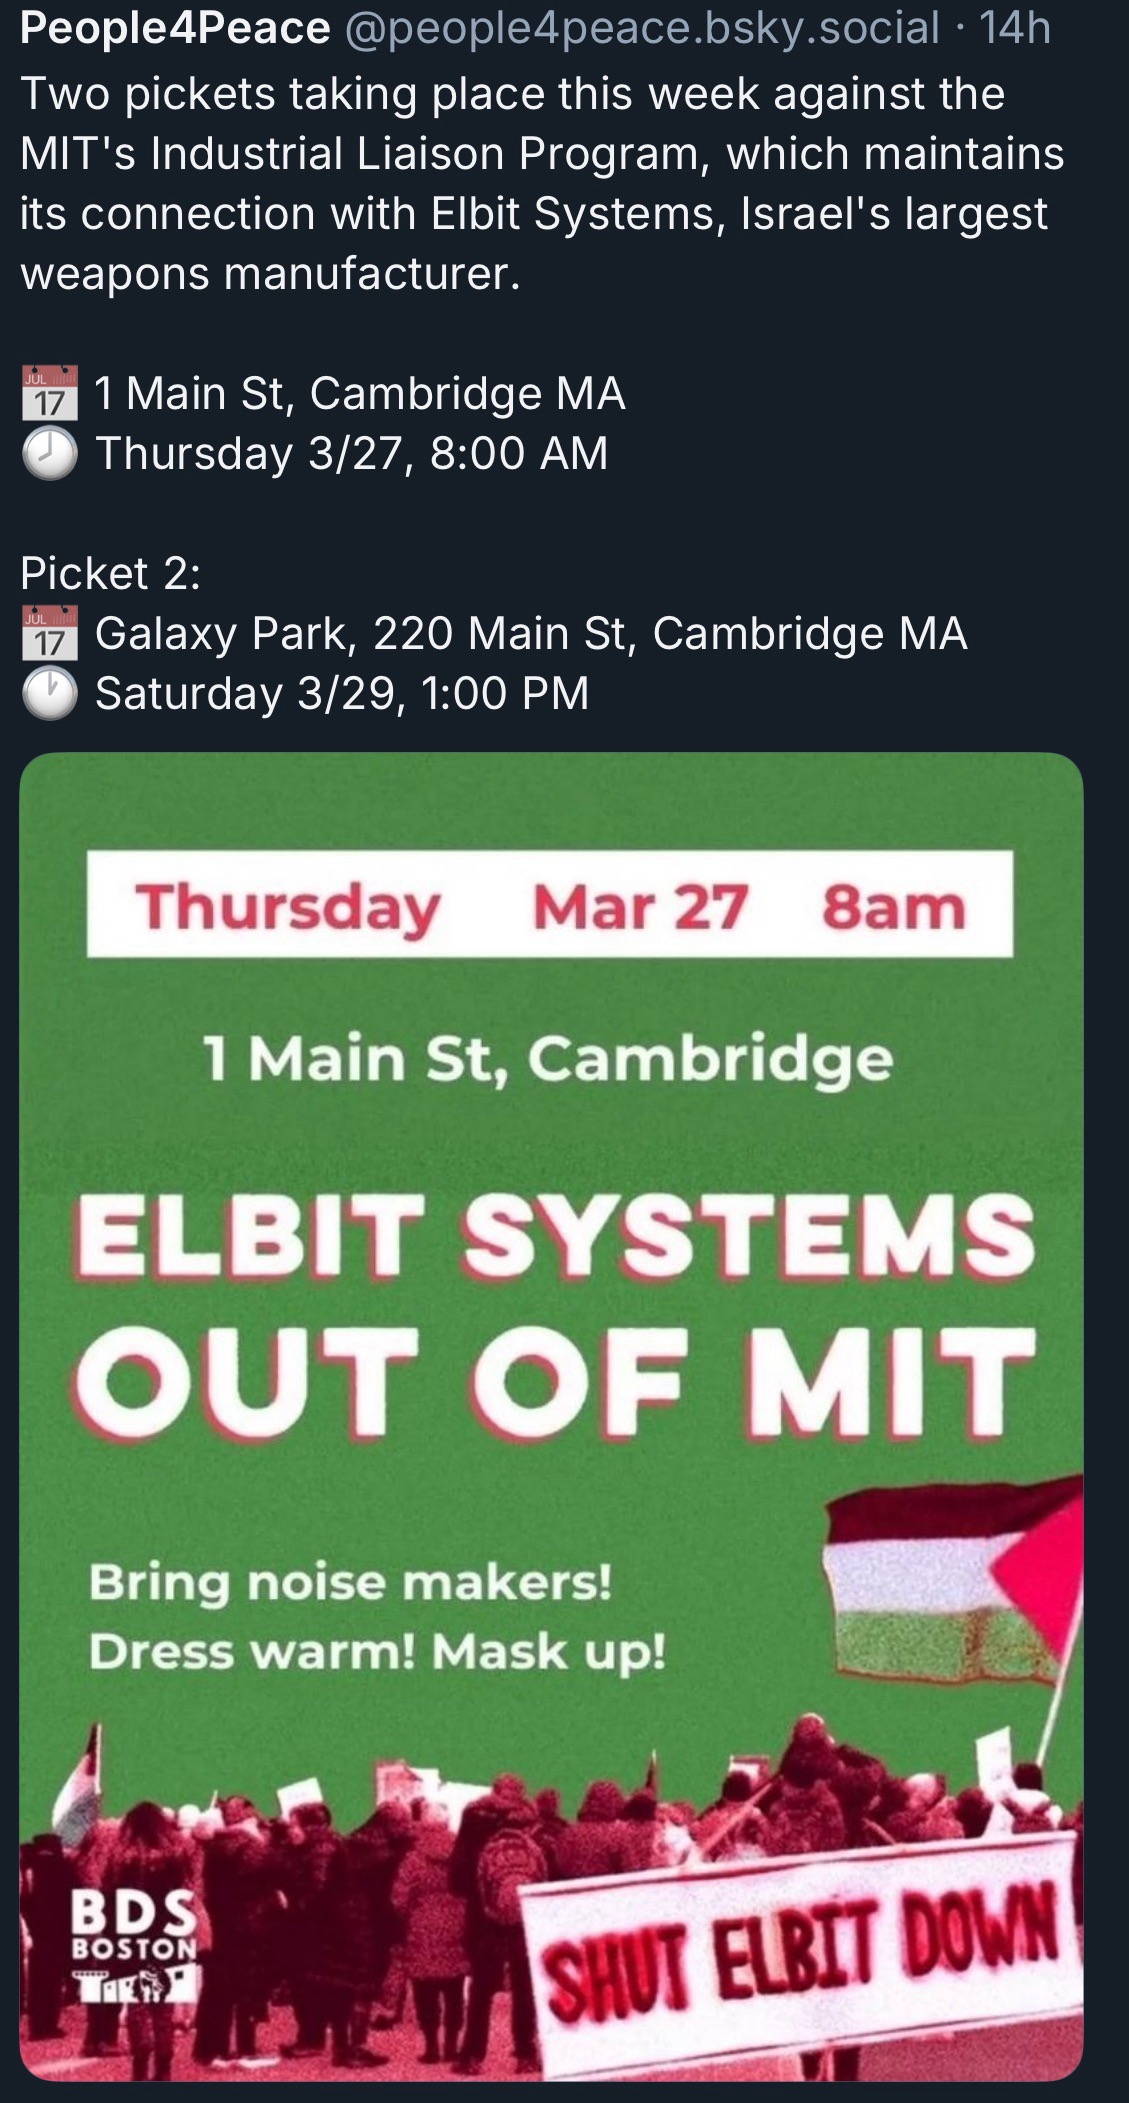 People4Peace @people4peace.bsky.social · 14h
Two pickets taking place this week against the
MIT's Industrial Liaison Program, which maintains
its connection with Elbit Systems, Israel's largest
weapons manufacturer.
JUL
17
1 Main St, Cambridge MA
Thursday 3/27, 8:00 AM
Picket 2:
JUL
17
Galaxy Park, 220 Main St, Cambridge MA
Saturday 3/29, 1:00 PM
Thursday Mar 27 8am
1 Main St, Cambridge
ELBIT SYSTEMS
OUT OF MIT
Bring noise makers!
Dress warm! Mask up!
SHUT ELBIT DOWN
BDS
BOSTON